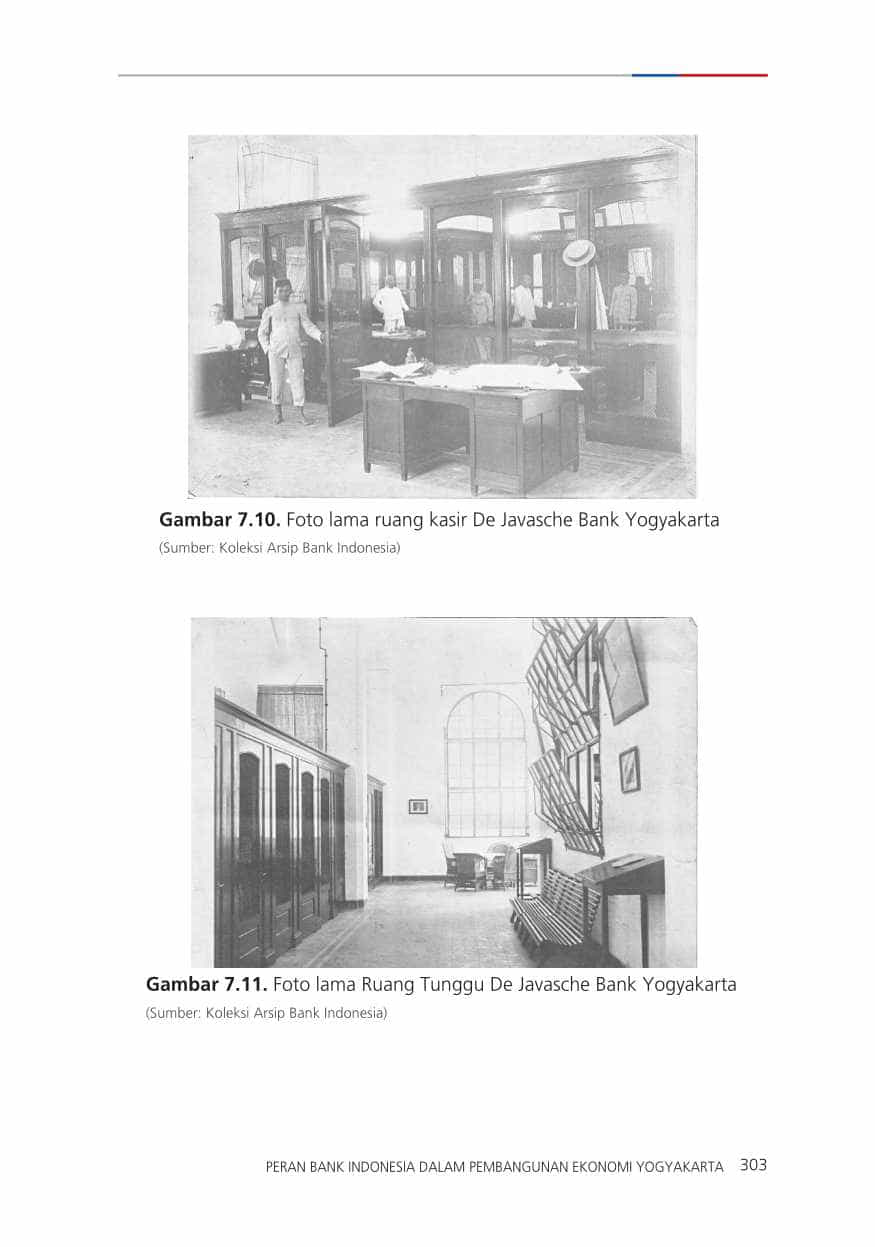 Gambar 7.10. Foto lama ruang kasir De Javasche Bank Yogyakarta
(Sumber: Koleksi Arsip Bank Indonesia)
Gambar 7.11. Foto lama Ruang Tunggu De Javasche Bank Yogyakarta
(Sumber: Koleksi Arsip Bank Indonesia)
PERAN BANK INDONESIA DALAM PEMBANGUNAN EKONOMI YOGYAKARTA 303